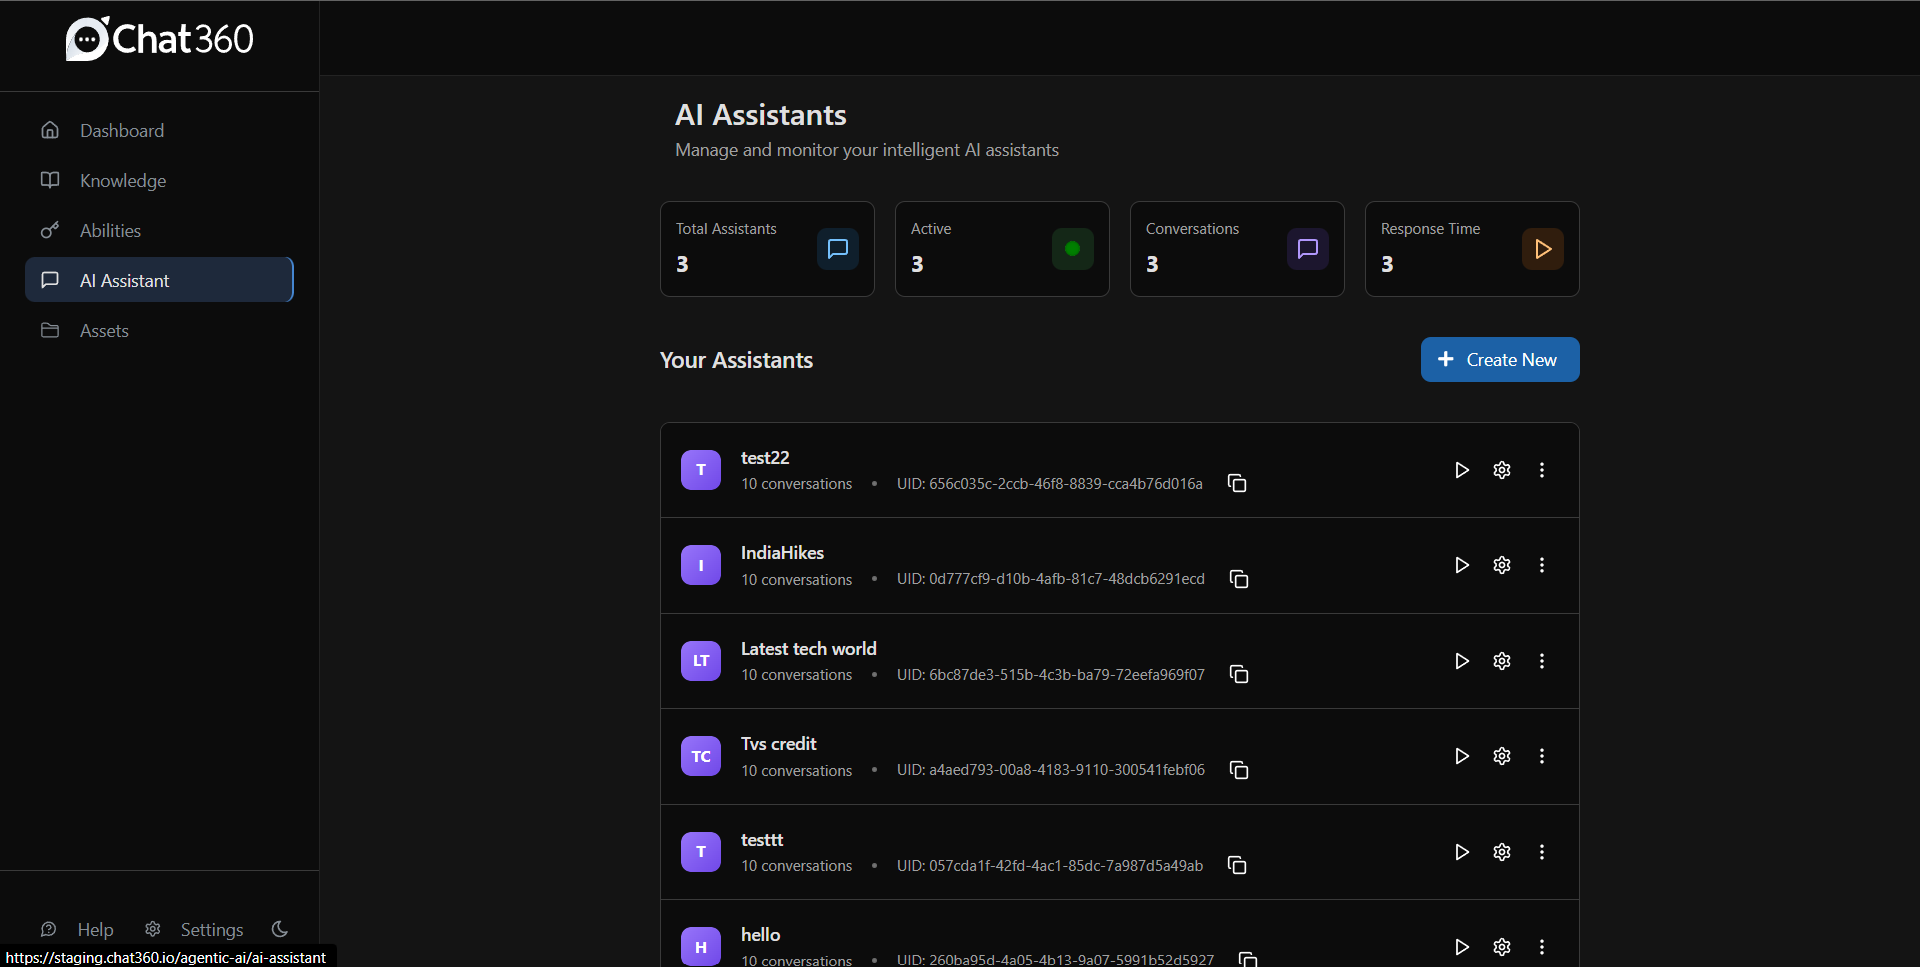 Chat360
Dashboard
Knowledge
Abilities
AI Assistant
Assets
Help
Settings
https://staging.chat360.io/agentic-ai/ai-assistant
AI Assistants
Manage and monitor your intelligent AI assistants
Total Assistants
3
Active
3
Conversations
3
Response Time
3
Your Assistants
Create New
T
test22
10 conversations • UID: 656c035c-2ccb-46f8-8839-cca4b76d016a
I
IndiaHikes
10 conversations • UID: 0d777cf9-d10b-4afb-81c7-48dcb6291ecd
LT
Latest tech world
10 conversations • UID: 6bc87de3-515b-4c3b-ba79-72eefa969f07
TC
Tvs credit
10 conversations • UID: a4aed793-00a8-4183-9110-300541febf06
T
testtt
10 conversations • UID: 057cda1f-42fd-4ac1-85dc-7a987d5a49ab
H
hello
10 conversations • UID: 260ba95d-4a05-4b13-9a07-5991b52d5927